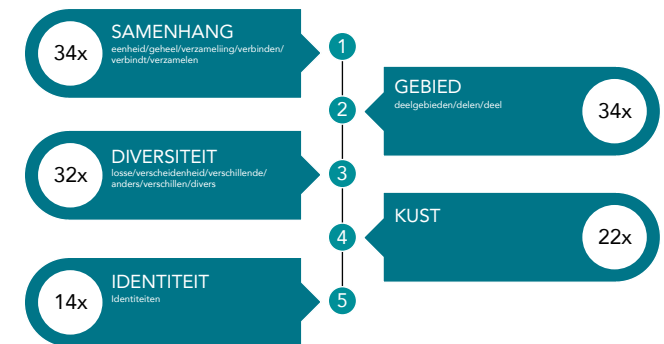 34x
SAMENHANG
eenheid/geheel/verzameliing/verbinden/
verbindt/verzamelen
1
2
GEBIED
deelgebieden/delen/deel
34x
32x
DIVERSITEIT
losse/verscheidenheid/verschillende/
anders/verschillen/divers
3
4
KUST
22x
14x
IDENTITEIT
Identiteiten
5